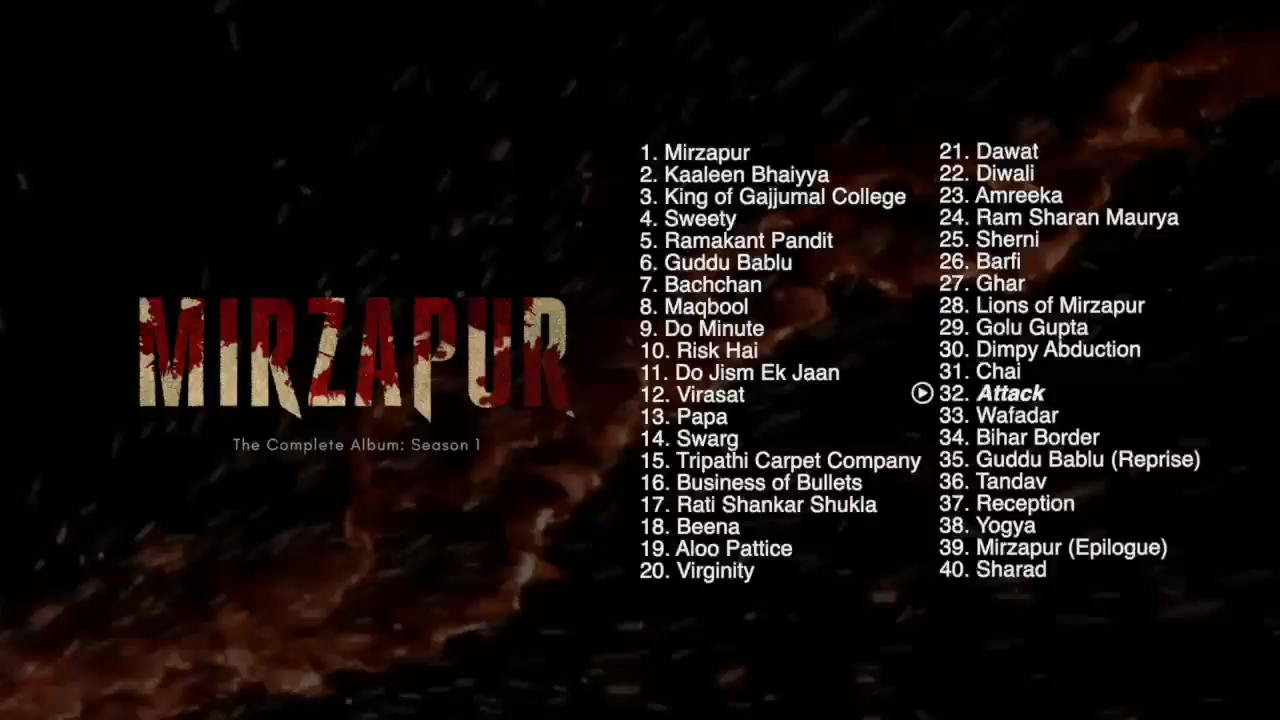 MIRZAPUR
The Complete Album: Season 1
1. Mirzapur
2. Kaaleen Bhaiyya
3. King of Gajjumal College
4. Sweety
5. Ramakant Pandit
6. Guddu Bablu
7. Bachchan
8. Maqbool
9. Do Minute
10. Risk Hai
11. Do Jism Ek Jaan
12. Virasat
13. Papa
14. Swarg
15. Tripathi Carpet Company
16. Business of Bullets
17. Rati Shankar Shukla
18. Beena
19. Aloo Pattice
20. Virginity
21. Dawat
22. Diwali
23. Amreeka
24. Ram Sharan Maurya
25. Sherni
26. Barfi
27. Ghar
28. Lions of Mirzapur
29. Golu Gupta
30. Dimpy Abduction
31. Chai
32. Attack
33. Wafadar
34. Bihar Border
35. Guddu Bablu (Reprise)
36. Tandav
37. Reception
38. Yogya
39. Mirzapur (Epilogue)
40. Sharad